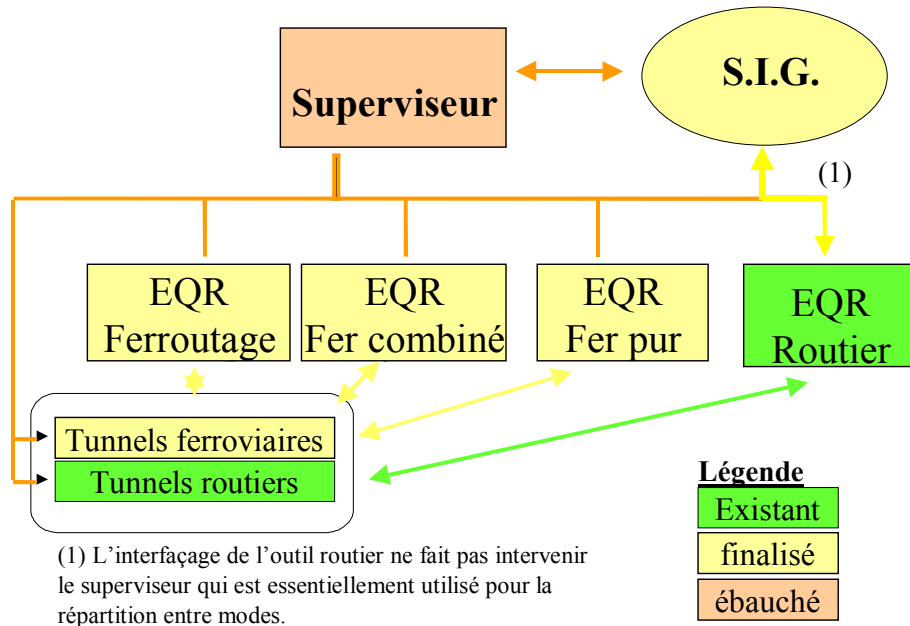 Superviseur
S.I.G.
(1)
EQR
Ferroutage
EQR
Fer combiné
EQR
Fer pur
EQR
Routier
Tunnels ferroviaires
Tunnels routiers
Légende
Existant
finalisé
ébauché
(1) L'interfaçage de l'outil routier ne fait pas intervenir
le superviseur qui est essentiellement utilisé pour la
répartition entre modes.